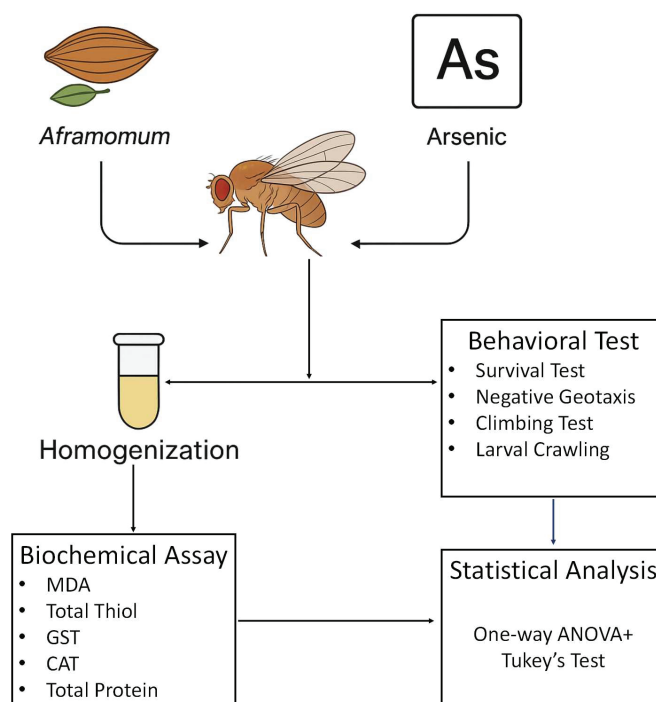 As
Aframomum
Arsenic
Behavioral Test
• Survival Test
• Negative Geotaxis
• Climbing Test
• Larval Crawling
Homogenization
Biochemical Assay
• MDA
• Total Thiol
• GST
• CAT
• Total Protein
Statistical Analysis
One-way ANOVA+
Tukey's Test